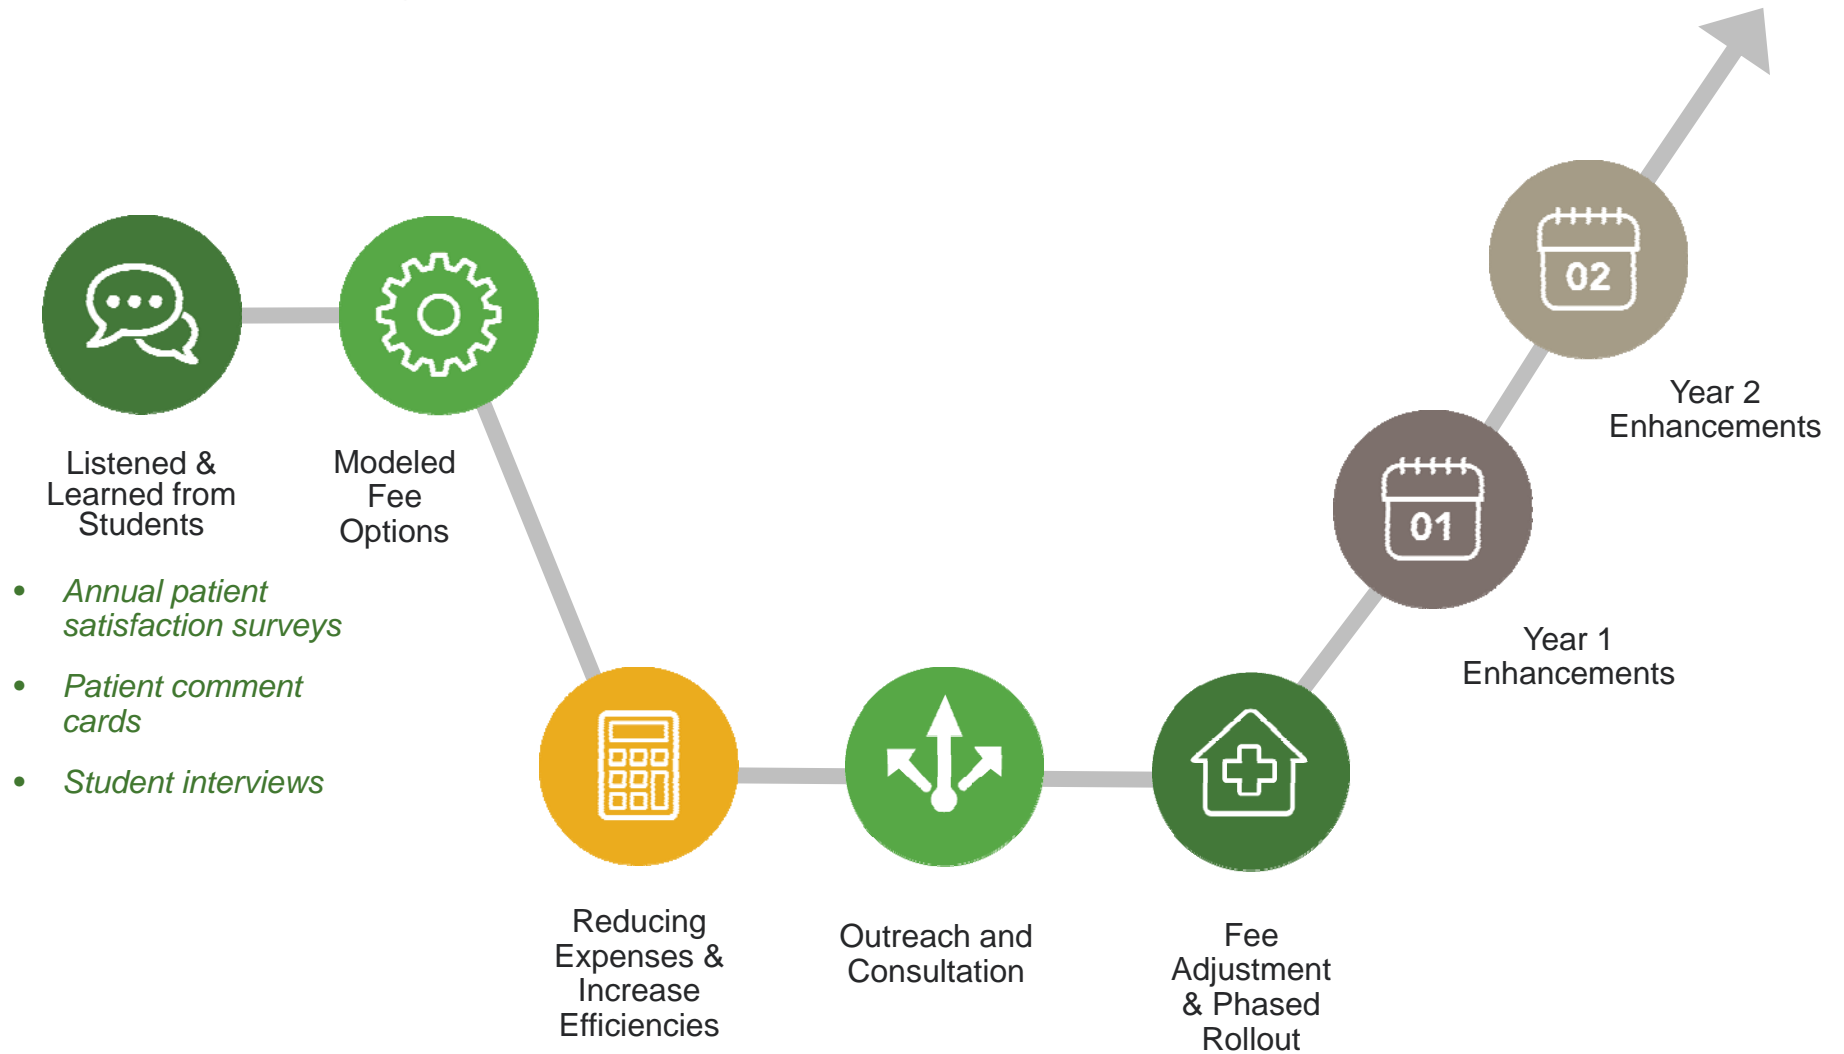 Listened &
Learned from
Students
• Annual patient
satisfaction surveys
• Patient comment
cards
• Student interviews
Modeled
Fee
Options
Reducing
Expenses &
Increase
Efficiencies
Outreach and
Consultation
Fee
Adjustment
& Phased
Rollout
01
Year 1
Enhancements
02
Year 2
Enhancements